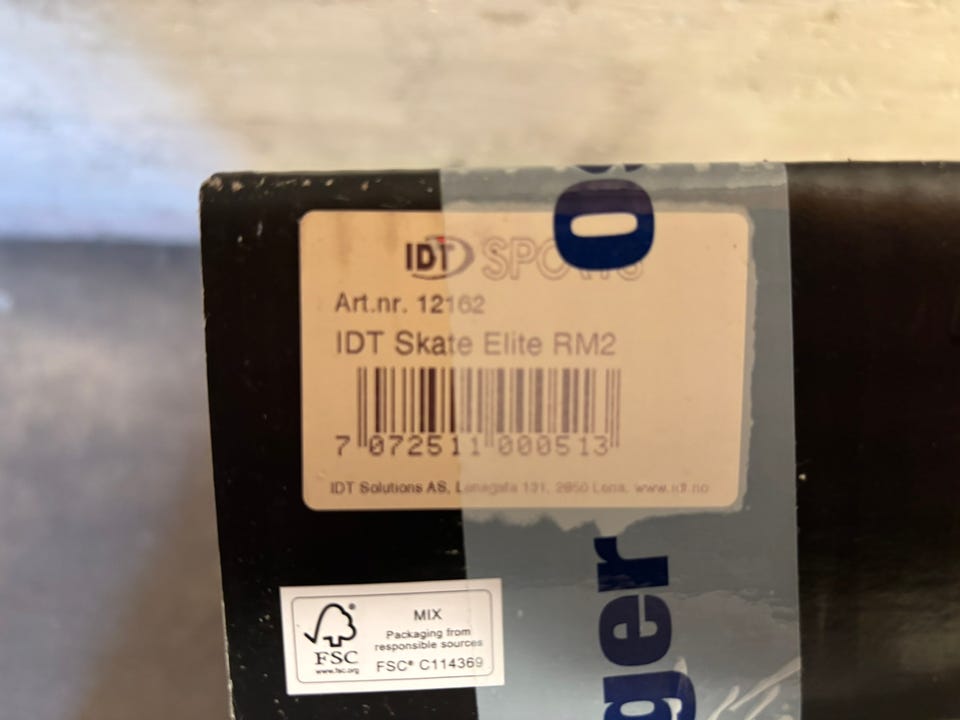 IDT SPORTS
Art.nr. 12162
IDT Skate Elite RM2
7 072511 000513
IDT Solutions AS, Lenagata 131, 2850 Lena, www.idt.no
FSC
www.fsc.org
MIX
Packaging from
responsible sources
FSC® C114369
ger